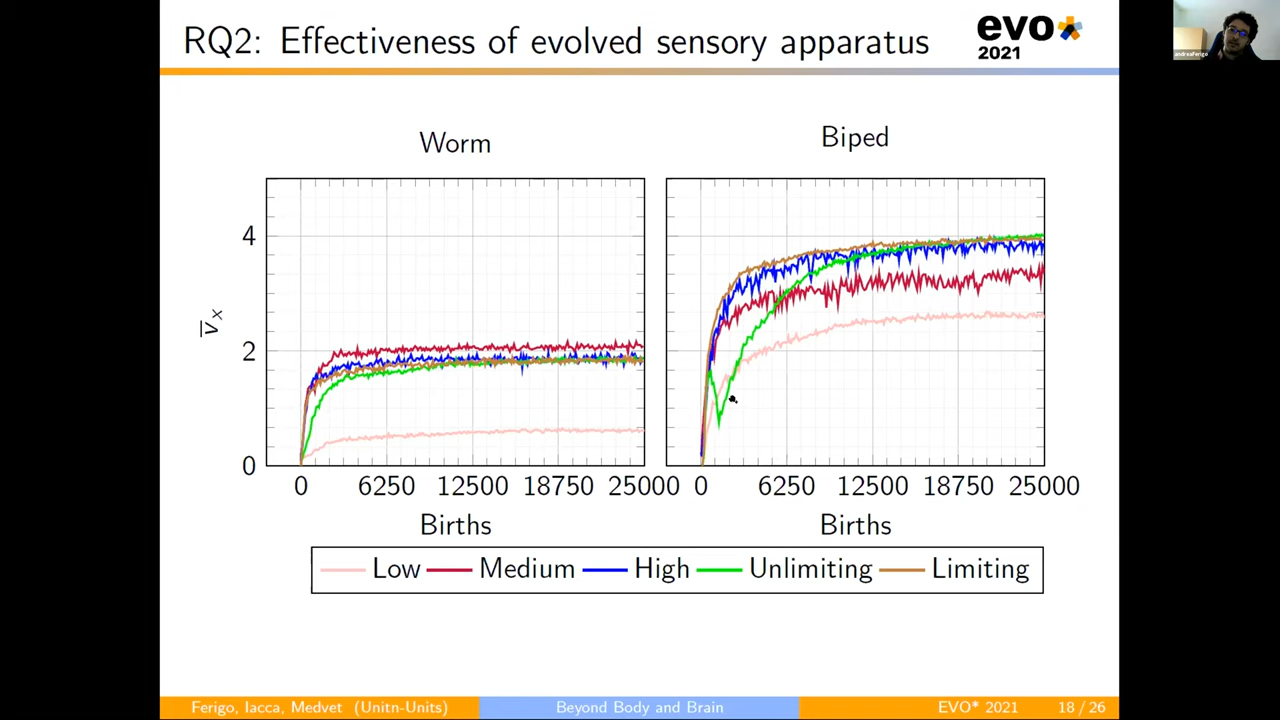 RQ2: Effectiveness of evolved sensory apparatus
evo*
2021
andreaFerigo
Worm
Biped
v̅x
4
2
0
0 6250 12500 18750 25000
0 6250 12500 18750 25000
Births
Births
Low Medium High Unlimiting Limiting
Ferigo, Iacca, Medvet (Unitn-Units) Beyond Body and Brain EVO* 2021 18 / 26